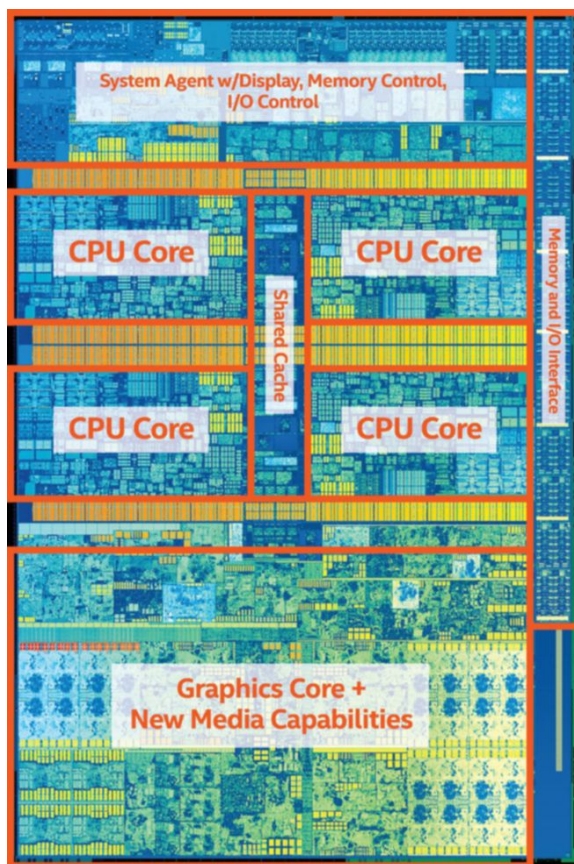 System Agent w/Display, Memory Control,
I/O Control
CPU Core
CPU Core
Shared Cache
Memory and I/O Interface
CPU Core
CPU Core
Graphics Core +
New Media Capabilities